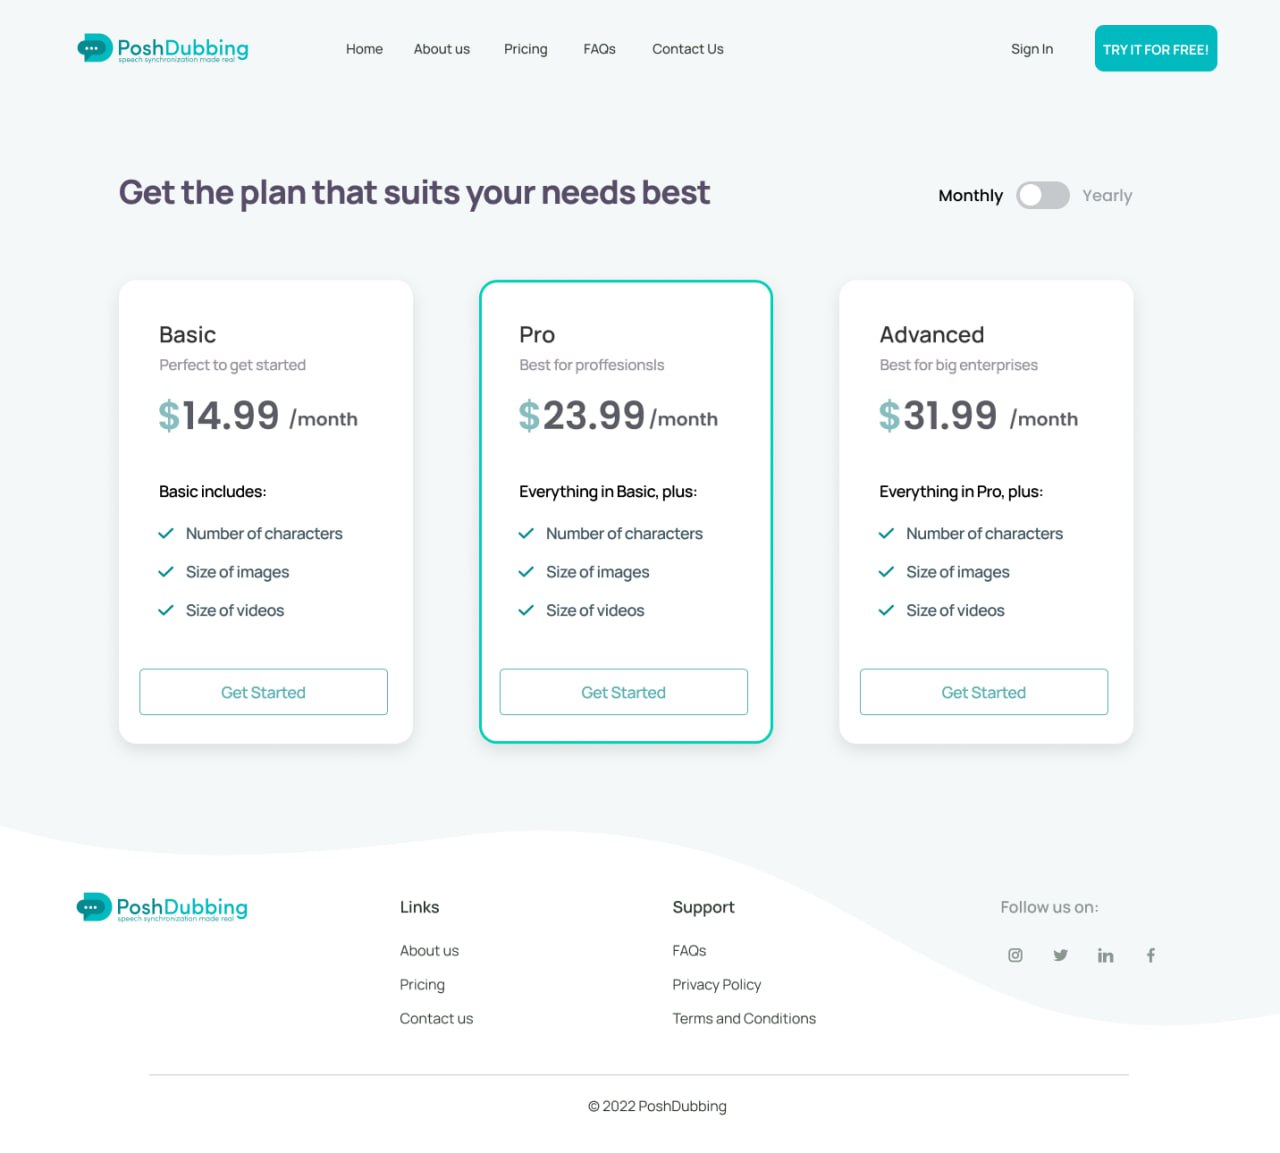 PoshDubbing
speech synchronization made real
Home About us Pricing FAQs Contact Us Sign In TRY IT FOR FREE!
Get the plan that suits your needs best
Monthly Yearly
Basic
Perfect to get started
$14.99 /month
Basic includes:
Number of characters
Size of images
Size of videos
Get Started
Pro
Best for proffesionsls
$23.99/month
Everything in Basic, plus:
Number of characters
Size of images
Size of videos
Get Started
Advanced
Best for big enterprises
$31.99 /month
Everything in Pro, plus:
Number of characters
Size of images
Size of videos
Get Started
PoshDubbing
speech synchronization made real
Links
About us
Pricing
Contact us
Support
FAQs
Privacy Policy
Terms and Conditions
Follow us on:
© 2022 PoshDubbing